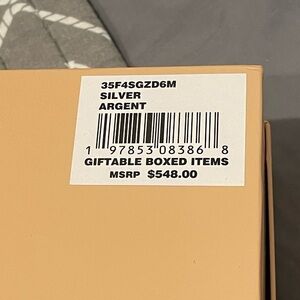 35F4SGZD6M
SILVER
ARGENT
1 97853 08386 8
GIFTABLE BOXED ITEMS
MSRP $548.00